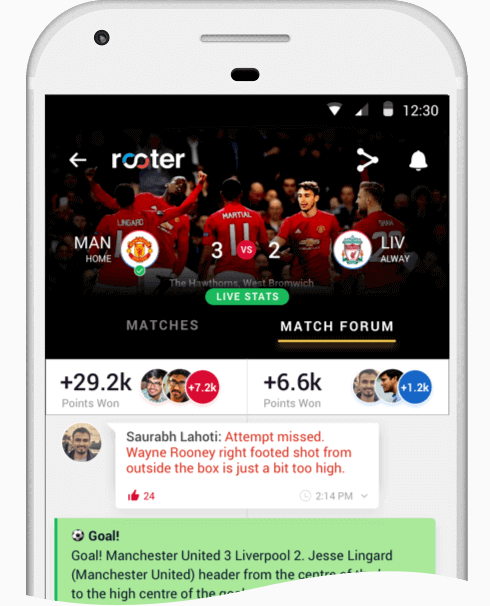 12:30
rooter
LINGARD
MARTIAL
11
MAN
HOME
3 VS 2
LIV
ALWAY
The Hawthorns, West Bromwich
LIVE STATS
MATCHES
MATCH FORUM
+29.2k
Points Won
+7.2k
+6.6k
Points Won
+1.2k
Saurabh Lahoti: Attempt missed.
Wayne Rooney right footed shot from
outside the box is just a bit too high.
24
2:14 PM
Goal!
Goal! Manchester United 3 Liverpool 2. Jesse Lingard
(Manchester United) header from the centre of the
to the high centre of the goal